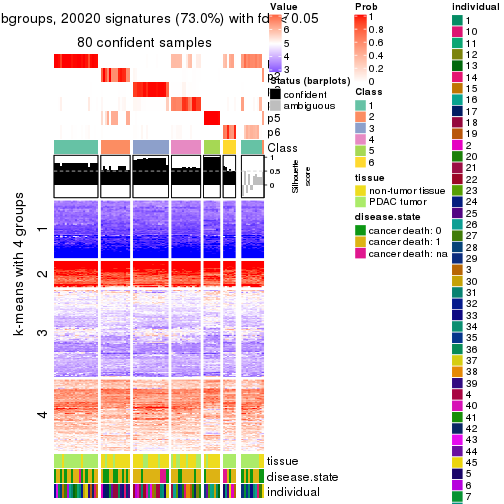 bgroups, 20020 signatures (73.0%) with fdr < 0.05
80 confident samples
p2
p5
p6
Class
1
0.5
0
Silhouette
score
k-means with 4 groups
1
2
3
4
tissue
disease.state
individual
Value
7
6
5
4
3
Status (barplots)
confident
ambiguous
Prob
1
0.8
0.6
0.4
0.2
0
Class
1
2
3
4
5
6
tissue
non-tumor tissue
PDAC tumor
disease.state
cancer death: 0
cancer death: 1
cancer death: na
individual
1
10
11
12
13
14
15
16
17
18
19
2
20
21
22
23
24
25
26
27
28
29
3
30
31
32
33
34
35
36
37
38
39
4
40
41
42
43
44
45
5
6
7